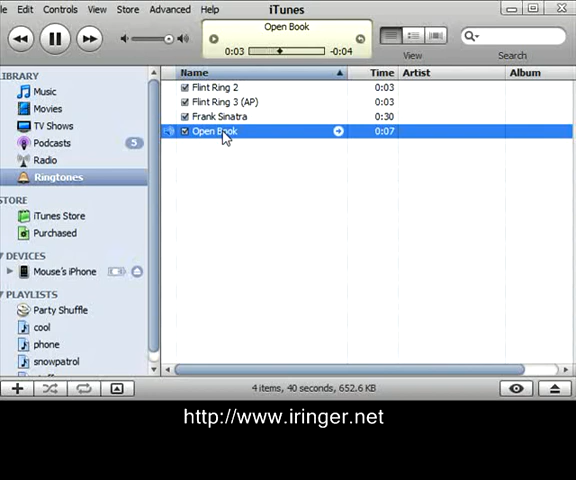 le Edit Controls View Store Advanced Help iTunes
Open Book
0:03 -0:04
View Search
LIBRARY
Music
Movies
TV Shows
Podcasts 5
Radio
Ringtones
STORE
iTunes Store
Purchased
DEVICES
Mouse's iPhone
PLAYLISTS
Party Shuffle
cool
phone
snowpatrol
Name Time Artist Album
Flint Ring 2 0:03
Flint Ring 3 (AP) 0:03
Frank Sinatra 0:30
Open Book 0:07
4 items, 40 seconds, 652.6 KB
http://www.iringer.net